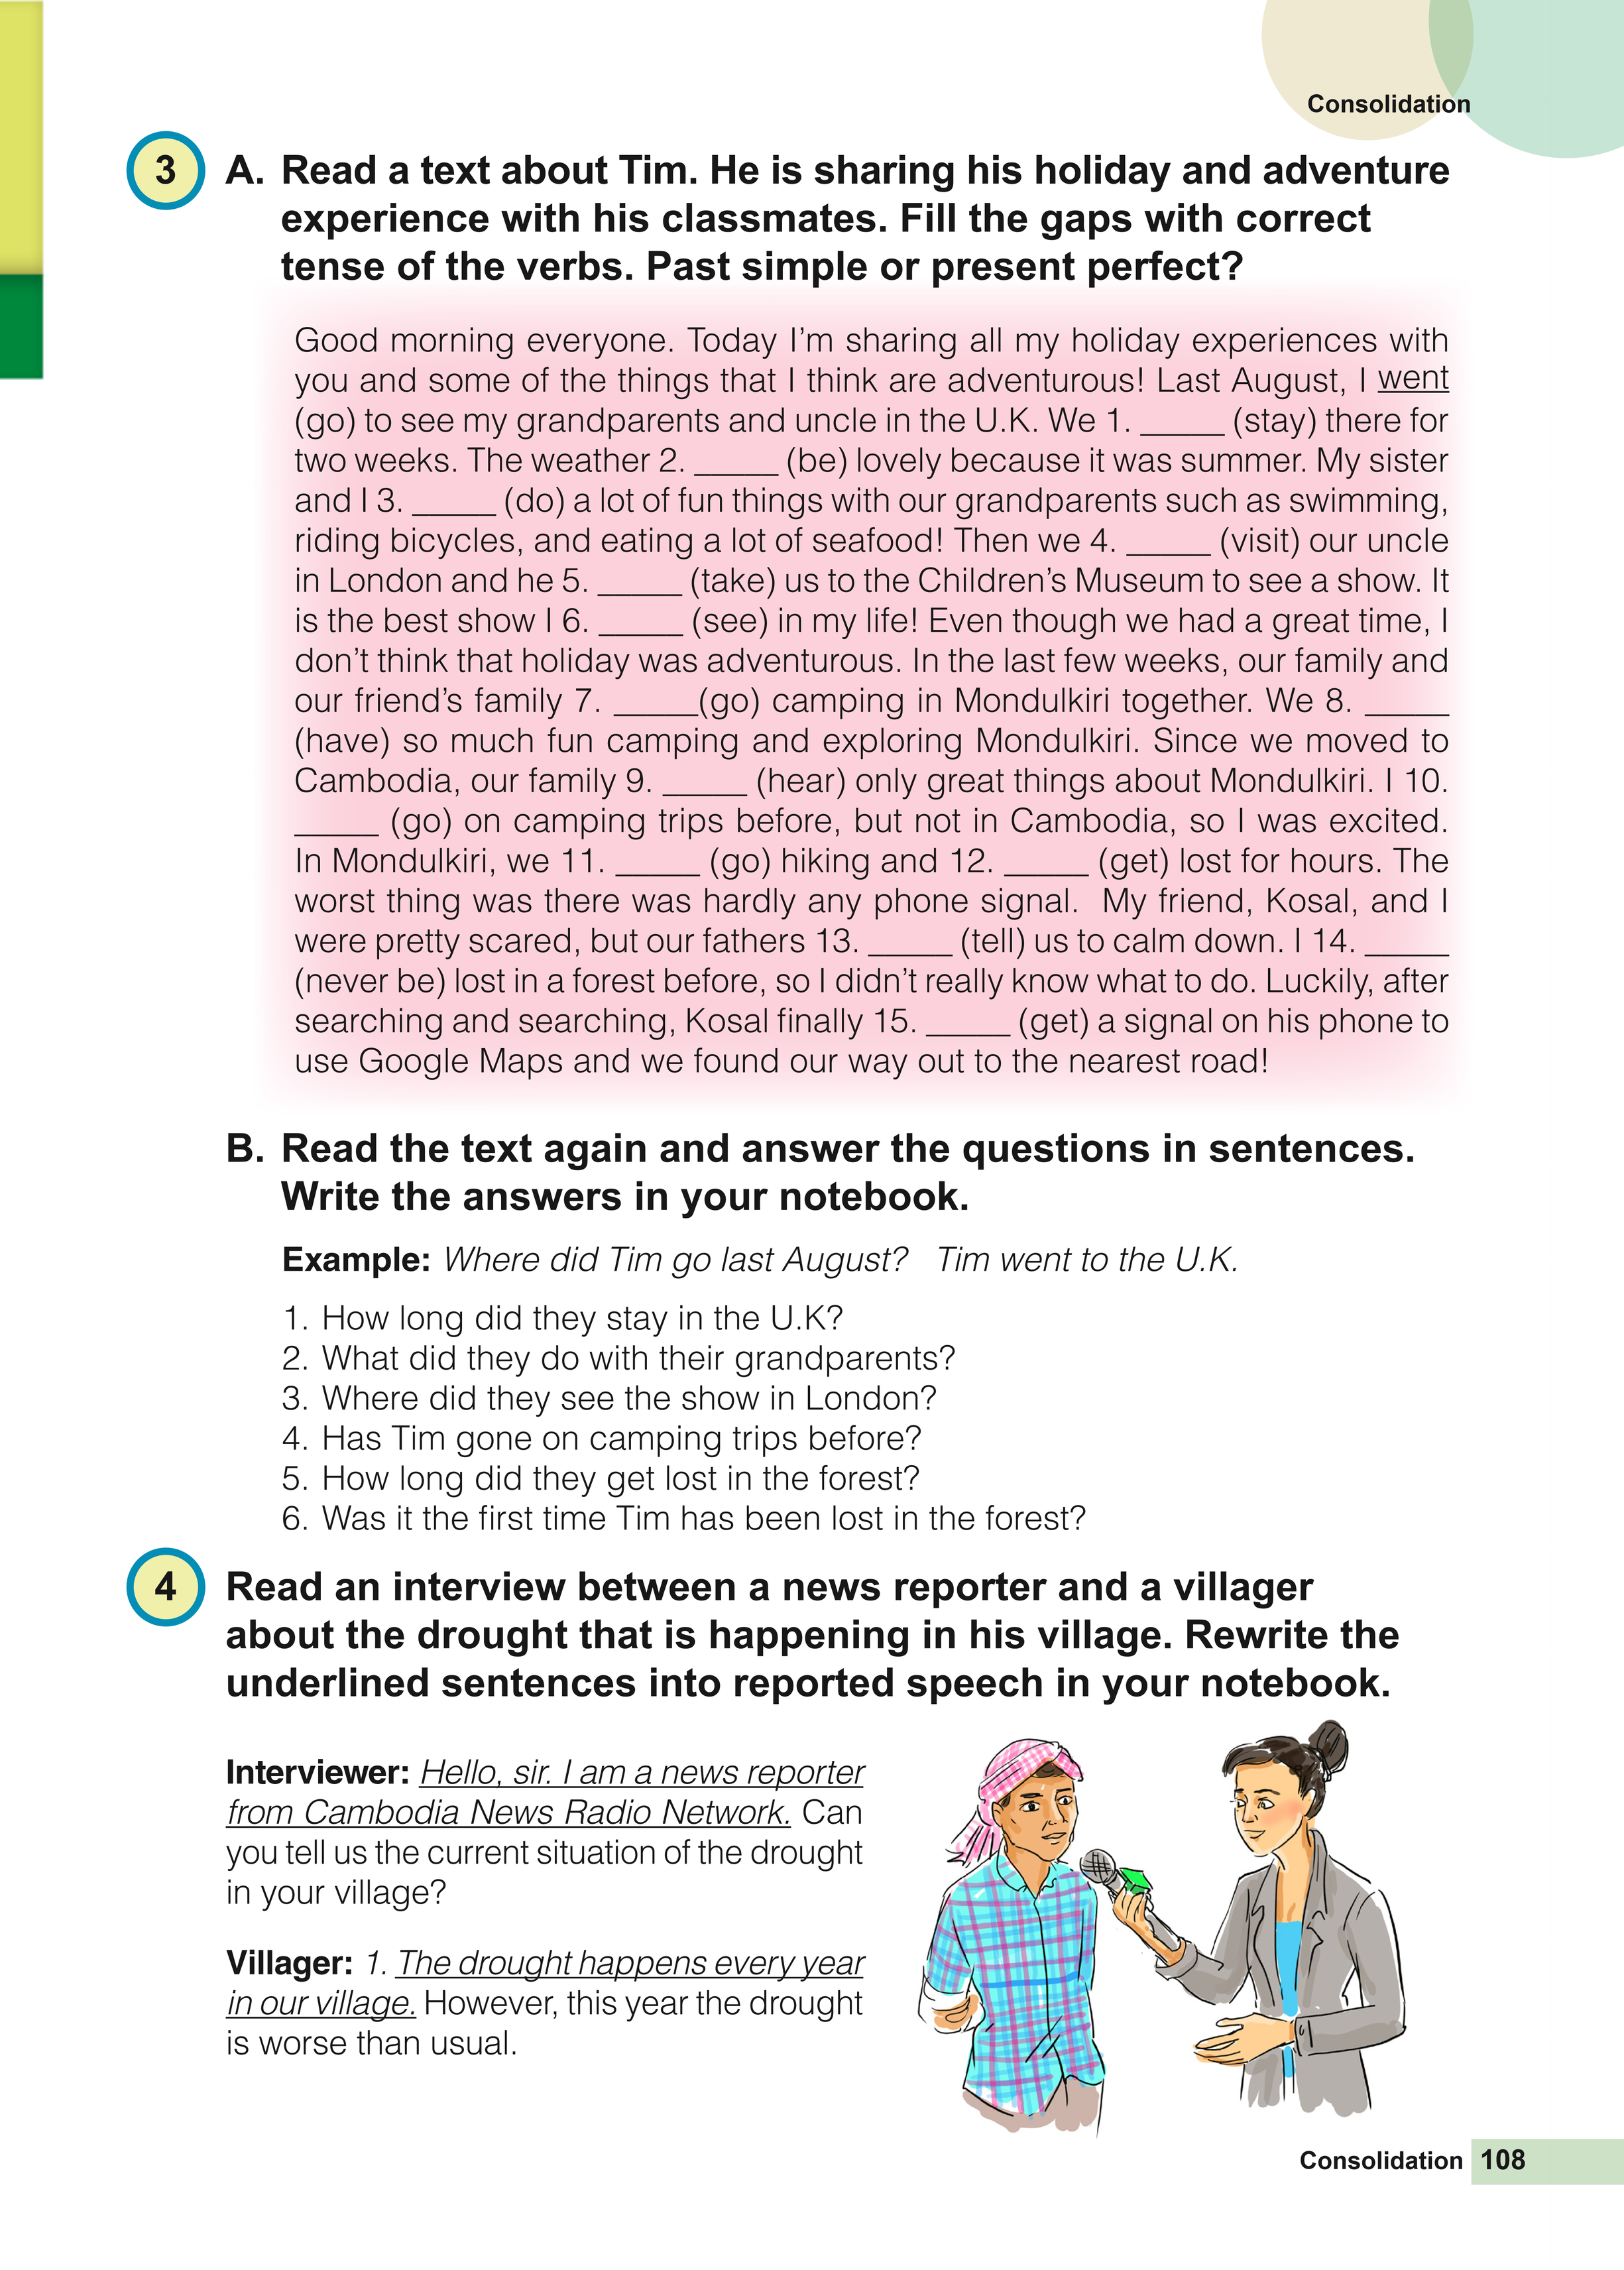 Consolidation
3 A. Read a text about Tim. He is sharing his holiday and adventure
experience with his classmates. Fill the gaps with correct
tense of the verbs. Past simple or present perfect?
Good morning everyone. Today I'm sharing all my holiday experiences with
you and some of the things that I think are adventurous! Last August, I went
(go) to see my grandparents and uncle in the U.K. We 1. _____ (stay) there for
two weeks. The weather 2. _____ (be) lovely because it was summer. My sister
and I 3. _____ (do) a lot of fun things with our grandparents such as swimming,
riding bicycles, and eating a lot of seafood! Then we 4. _____ (visit) our uncle
in London and he 5. _____ (take) us to the Children's Museum to see a show. It
is the best show I 6. _____ (see) in my life! Even though we had a great time, I
don't think that holiday was adventurous. In the last few weeks, our family and
our friend's family 7. _____(go) camping in Mondulkiri together. We 8. _____
(have) so much fun camping and exploring Mondulkiri. Since we moved to
Cambodia, our family 9. _____ (hear) only great things about Mondulkiri. I 10.
_____ (go) on camping trips before, but not in Cambodia, so I was excited.
In Mondulkiri, we 11. _____ (go) hiking and 12. _____ (get) lost for hours. The
worst thing was there was hardly any phone signal. My friend, Kosal, and I
were pretty scared, but our fathers 13. _____ (tell) us to calm down. I 14. _____
(never be) lost in a forest before, so I didn't really know what to do. Luckily, after
searching and searching, Kosal finally 15. _____ (get) a signal on his phone to
use Google Maps and we found our way out to the nearest road!
B. Read the text again and answer the questions in sentences.
Write the answers in your notebook.
Example: Where did Tim go last August? Tim went to the U.K.
1. How long did they stay in the U.K?
2. What did they do with their grandparents?
3. Where did they see the show in London?
4. Has Tim gone on camping trips before?
5. How long did they get lost in the forest?
6. Was it the first time Tim has been lost in the forest?
4 Read an interview between a news reporter and a villager
about the drought that is happening in his village. Rewrite the
underlined sentences into reported speech in your notebook.
Interviewer: Hello, sir. I am a news reporter
from Cambodia News Radio Network. Can
you tell us the current situation of the drought
in your village?
Villager: 1. The drought happens every year
in our village. However, this year the drought
is worse than usual.
Consolidation 108